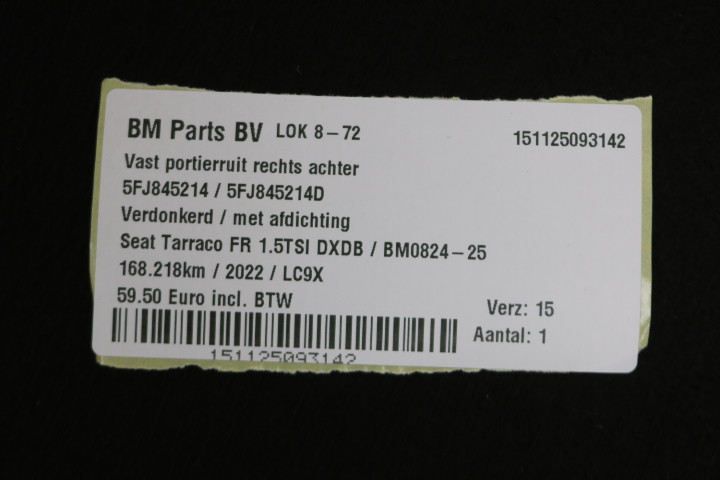 BM Parts BV LOK 8-72 151125093142
Vast portierruit rechts achter
5FJ845214 / 5FJ845214D
Verdonkerd / met afdichting
Seat Tarraco FR 1.5TSI DXDB / BM0824-25
168.218km / 2022 / LC9X
59.50 Euro incl. BTW Verz: 15
Aantal: 1
151125093142